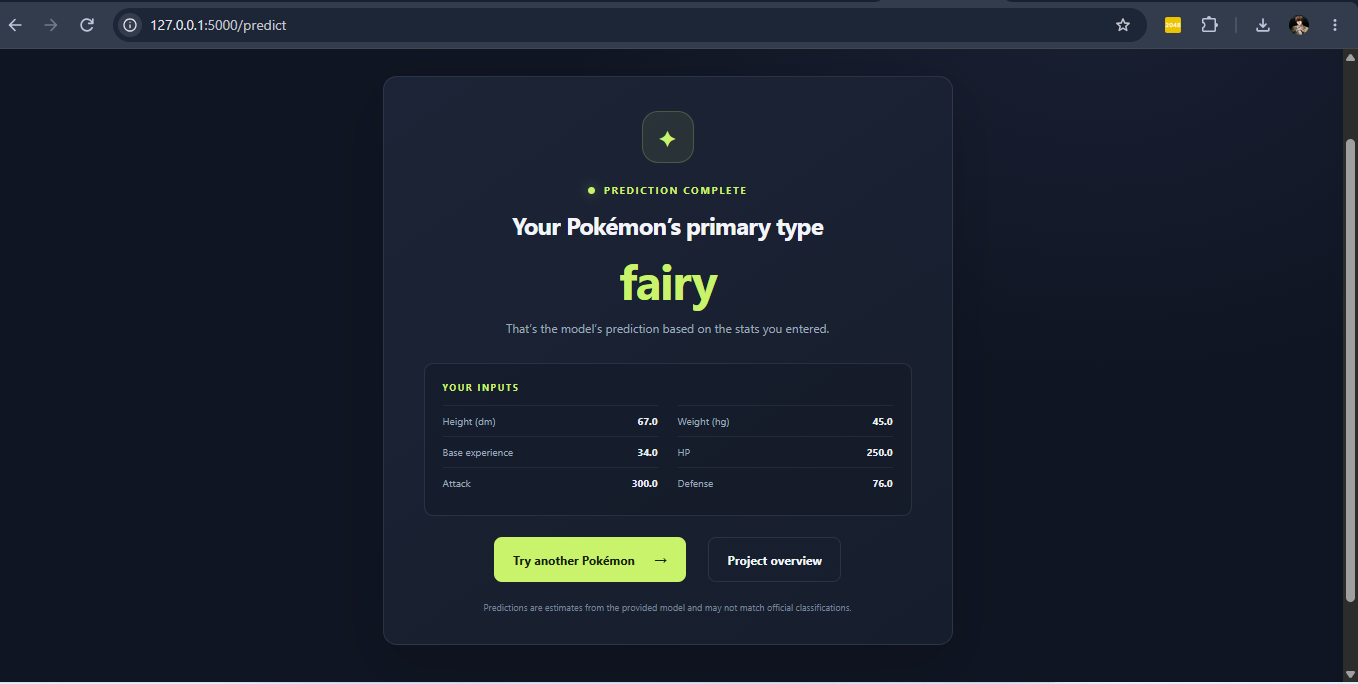 127.0.0.1:5000/predict
PREDICTION COMPLETE
Your Pokémon’s primary type
fairy
That’s the model’s prediction based on the stats you entered.
YOUR INPUTS
Height (dm) 67.0 Weight (hg) 45.0
Base experience 34.0 HP 250.0
Attack 300.0 Defense 76.0
Try another Pokémon → Project overview
Predictions are estimates from the provided model and may not match official classifications.